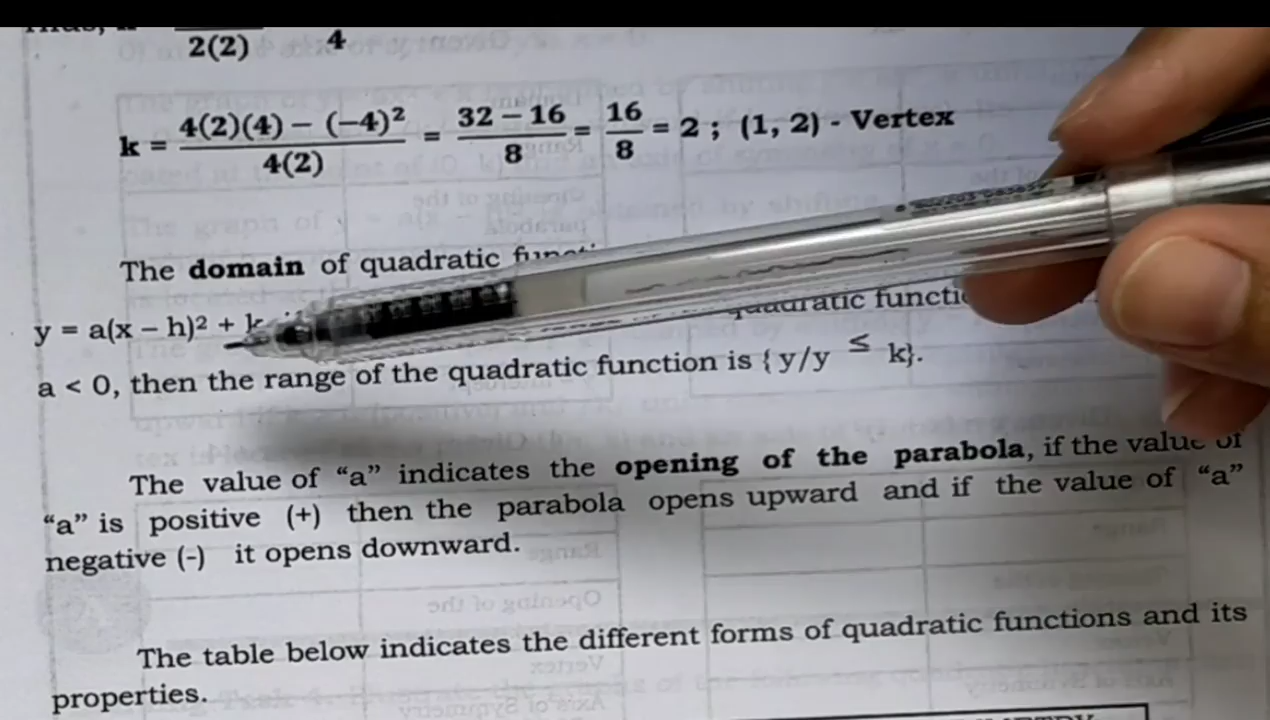 2(2) 4
k = 4(2)(4) – (–4)² / 4(2) = 32 – 16 / 8 = 16 / 8 = 2 ; (1, 2) - Vertex
The domain of quadratic
y = a(x – h)² + k quadratic
a < 0, then the range of the quadratic function is { y/y ≤ k}.
The value of “a” indicates the opening of the parabola, if the value of
“a” is positive (+) then the parabola opens upward and if the value of “a”
negative (-) it opens downward.
The table below indicates the different forms of quadratic functions and its
properties.